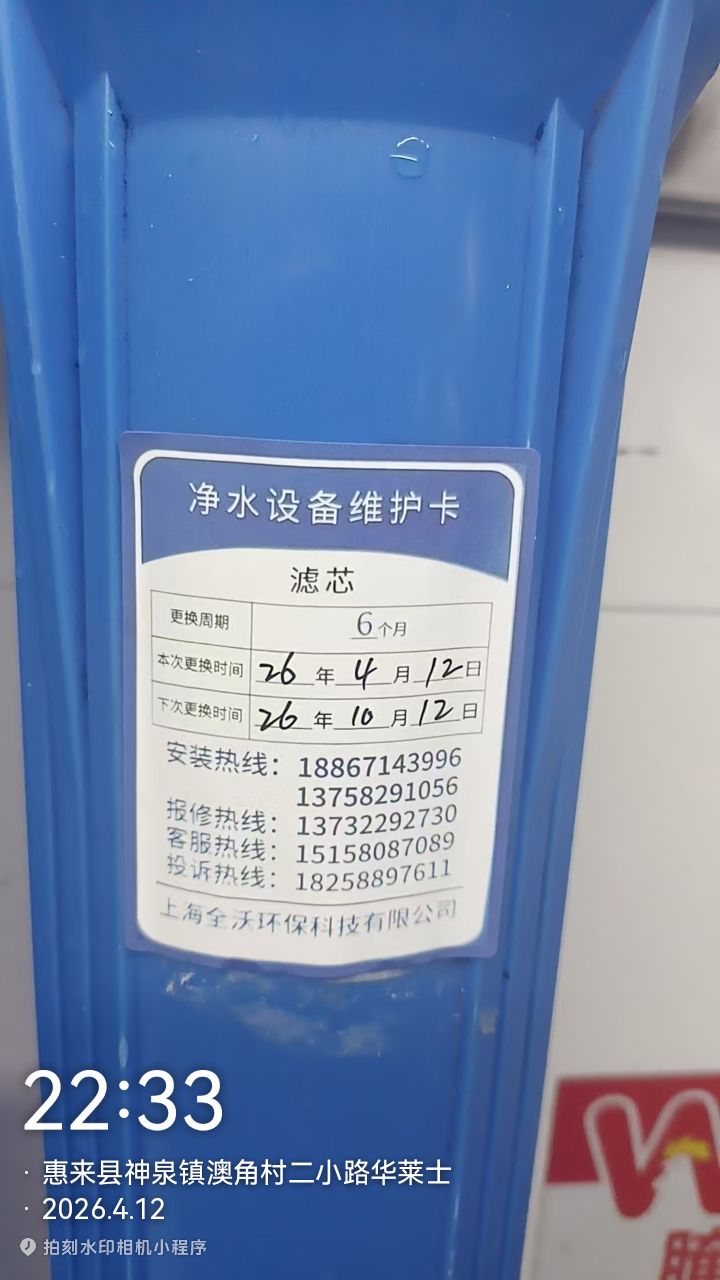 净水设备维护卡
滤芯
更换周期 6个月
本次更换时间 26年4月12日
下次更换时间 26年10月12日
安装热线：18867143996
13758291056
报修热线：13732292730
客服热线：15158087089
投诉热线：18258897611
上海全沃环保科技有限公司
22:33
· 惠来县神泉镇澳角村二小路华莱士
· 2026.4.12
拍刻水印相机小程序